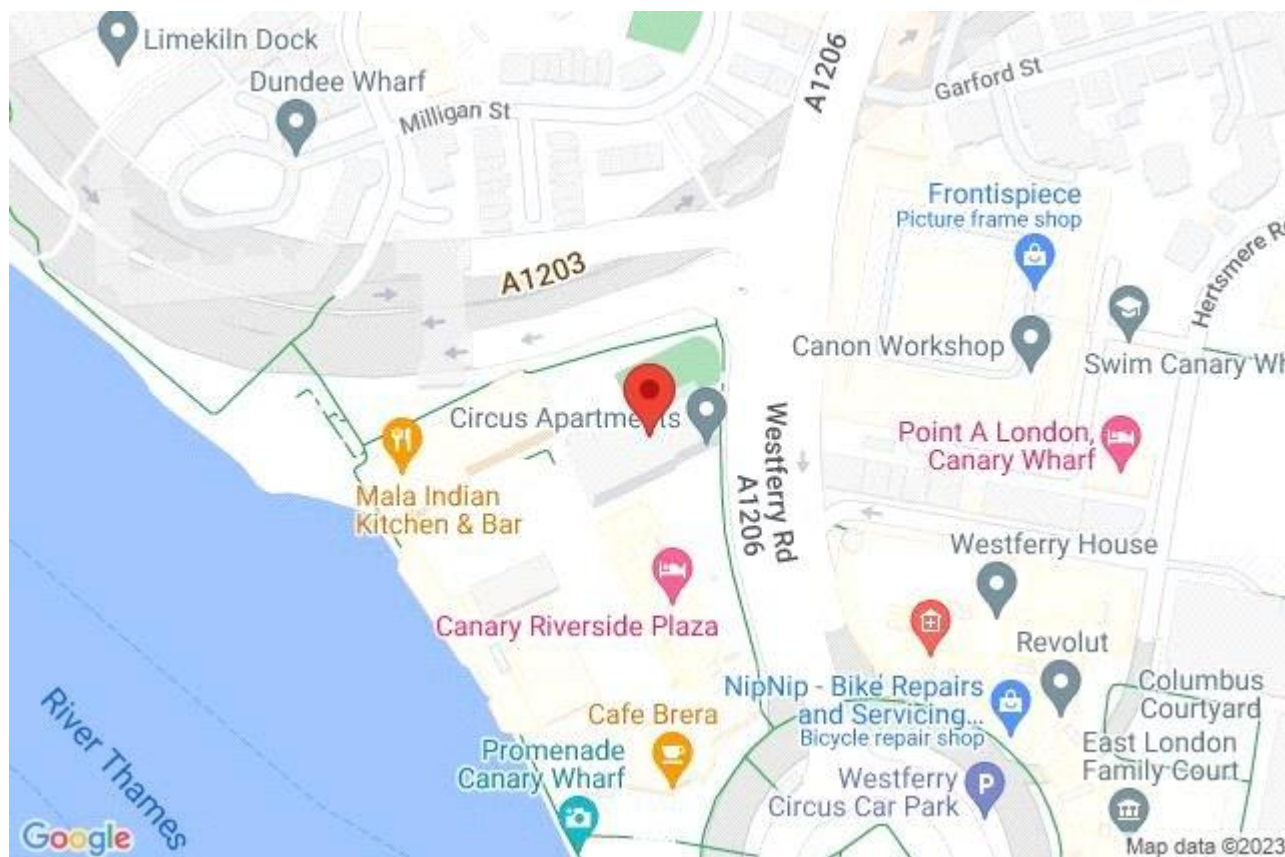 Limekiln Dock
Dundee Wharf
Milligan St
A1206
Garford St
Frontispiece
Picture frame shop
A1203
Hertsmere Rd
Canon Workshop
Swim Canary Wh
Circus Apartments
Westferry Rd
A1206
Point A London,
Canary Wharf
Mala Indian
Kitchen & Bar
Westferry House
Canary Riverside Plaza
Revolut
NipNip - Bike Repairs
and Servicing...
Bicycle repair shop
Columbus
Courtyard
Cafe Brera
East London
Family Court
Promenade
Canary Wharf
Westferry
Circus Car Park
P
River Thames
Google
Map data ©2023